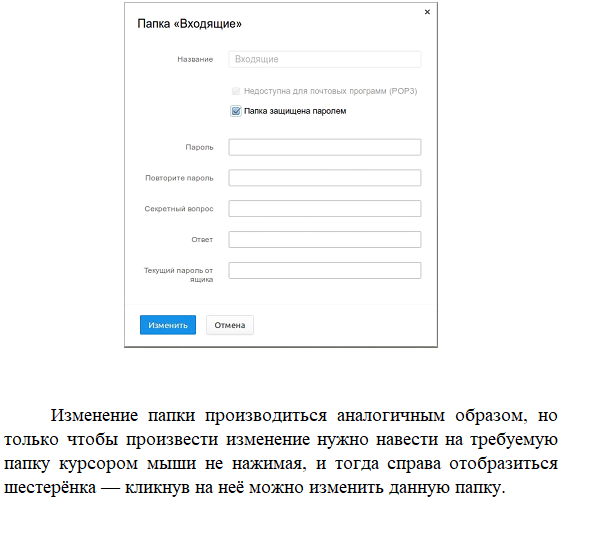 ×
Папка «Входящие»
Название
Входящие
Недоступна для почтовых программ (POP3)
Папка защищена паролем
Пароль
Повторите пароль
Секретный вопрос
Ответ
Текущий пароль от
ящика
Изменить
Отмена
Изменение папки производиться аналогичным образом, но
только чтобы произвести изменение нужно навести на требуемую
папку курсором мыши не нажимая, и тогда справа отобразиться
шестерёнка — кликнув на неё можно изменить данную папку.